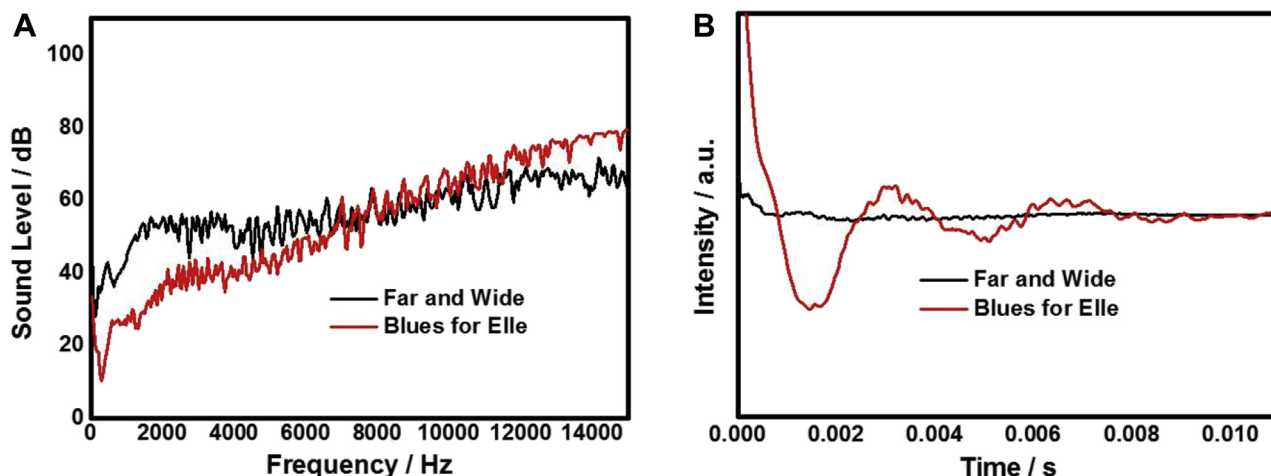 A
Sound Level / dB
100
80
60
40
20
0
Far and Wide
Blues for Elle
0 2000 4000 6000 8000 10000 12000 14000
Frequency / Hz
B
Intensity / a.u.
Far and Wide
Blues for Elle
0.000 0.002 0.004 0.006 0.008 0.010
Time / s